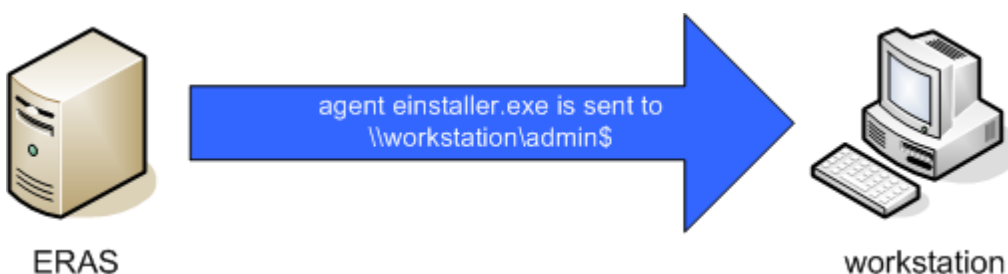 agent einstaller.exe is sent to
\\workstation\admin$
ERAS
workstation